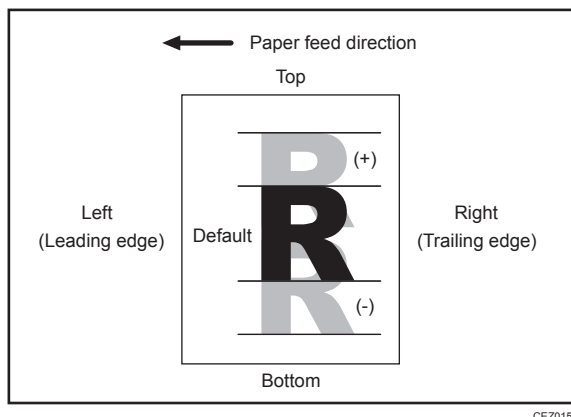 Paper feed direction
Top
R
(+)
Left
(Leading edge)
Default
R
Right
(Trailing edge)
R
(-)
Bottom
CEZ015